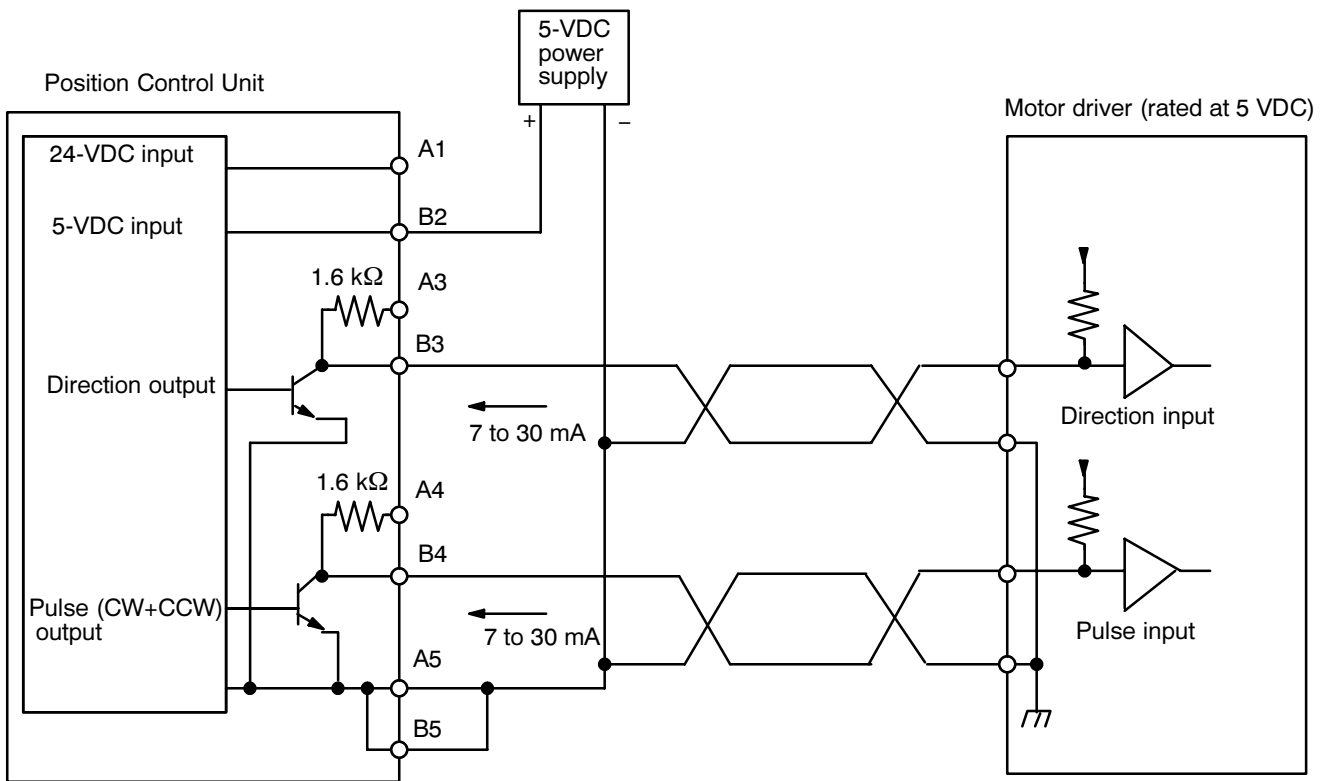 5-VDC
power
supply
Position Control Unit
Motor driver (rated at 5 VDC)
+
–
24-VDC input
A1
5-VDC input
B2
1.6 kΩ
A3
B3
Direction output
7 to 30 mA
Direction input
1.6 kΩ
A4
B4
Pulse (CW+CCW)
output
7 to 30 mA
Pulse input
A5
B5